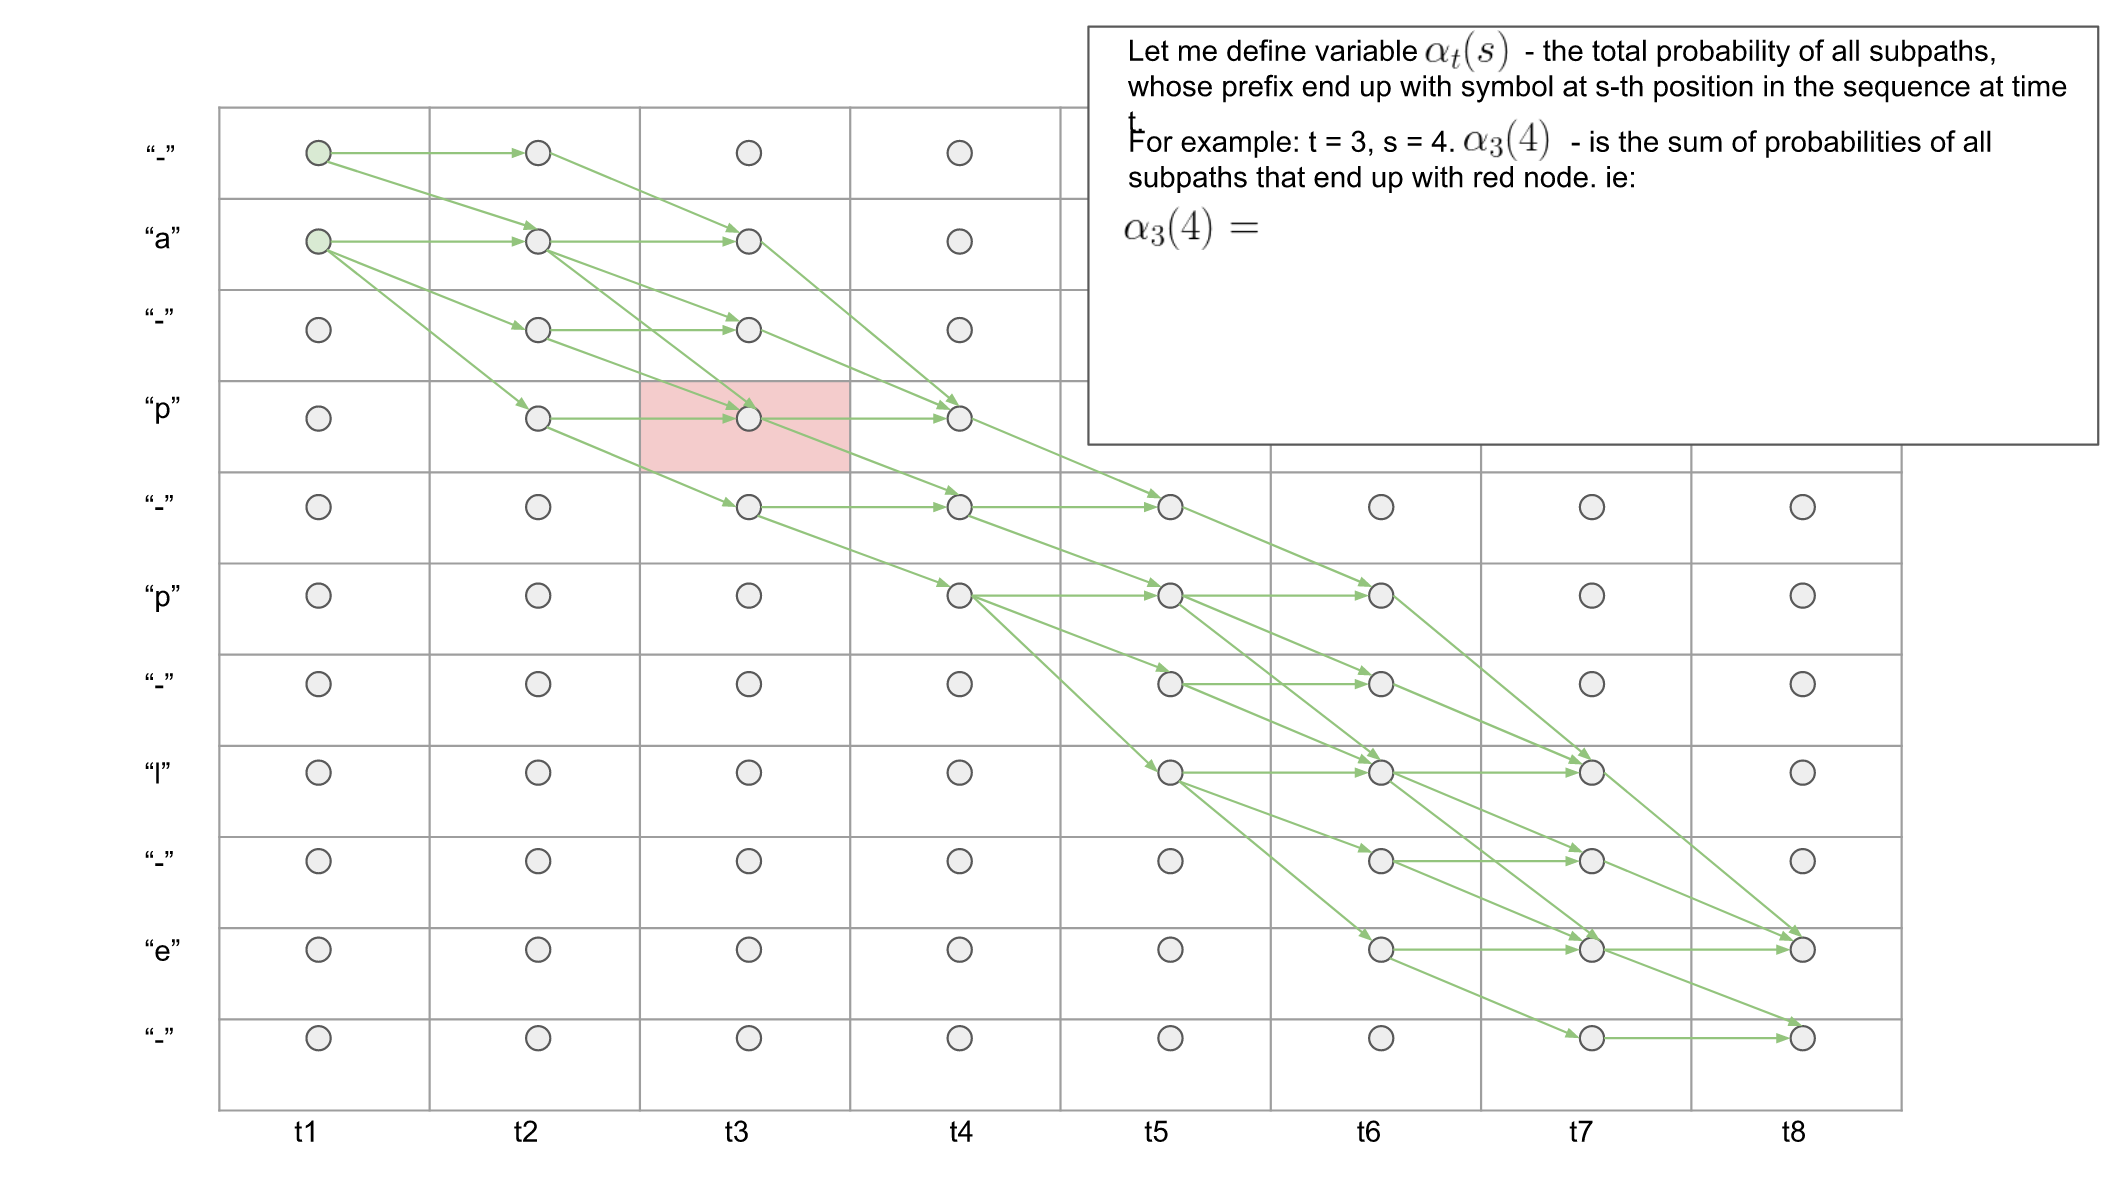 Let me define variable αₜ(s) - the total probability of all subpaths,
whose prefix end up with symbol at s-th position in the sequence at time
t.
For example: t = 3, s = 4. α₃(4) - is the sum of probabilities of all
subpaths that end up with red node. ie:
α₃(4) =
“-”
“a”
“-”
“p”
“-”
“p”
“-”
“l”
“-”
“e”
“-”
t1 t2 t3 t4 t5 t6 t7 t8